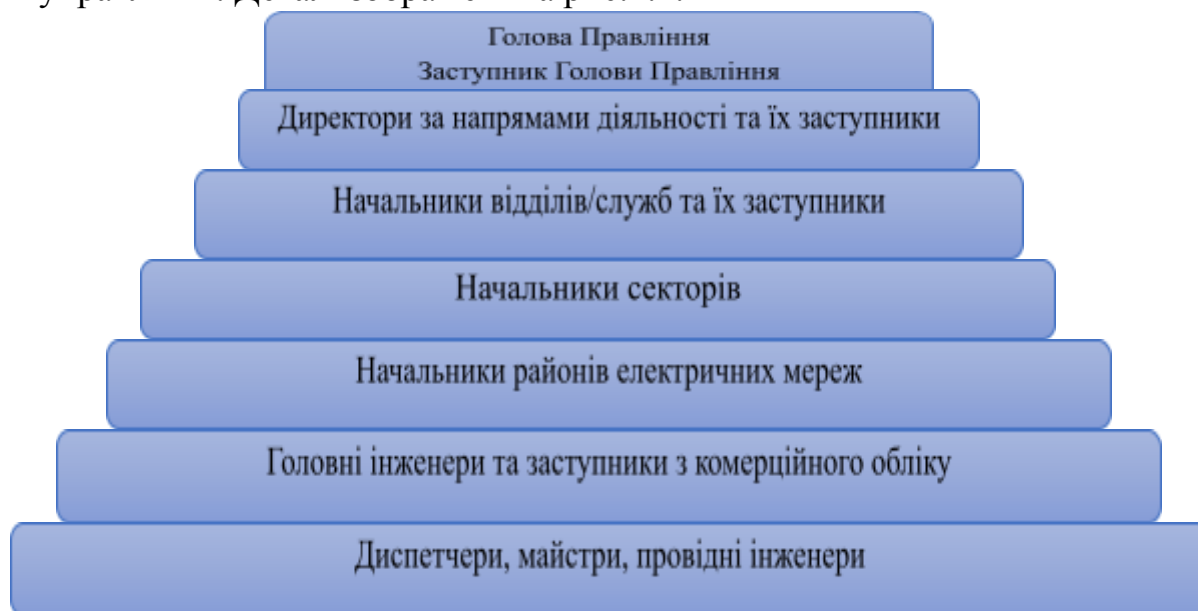 Голова Правління
Заступник Голови Правління
Директори за напрямами діяльності та їх заступники
Начальники відділів/служб та їх заступники
Начальники секторів
Начальники районів електричних мереж
Головні інженери та заступники з комерційного обліку
Диспетчери, майстри, провідні інженери